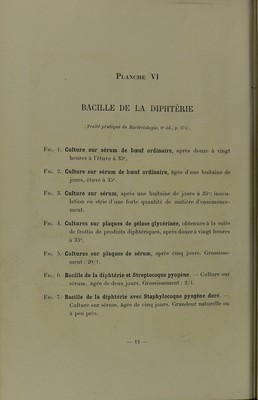 PLANCHE VI
BACILLE DE LA DIPHTÉRIE
(Traité pratique de Bactériologie, p.
FIG. 1. Culture sur sérum de bœuf ordinaire, après douze à vingt
heures à l'étuve à 35°.
FIG. 2. Culture sur sérum de bœuf ordinaire, âgée d'une huitaine de
jours, étuve à 35°.
FIG. 3. Culture sur sérum, après une huitaine de jours à 35°; inocu-
lation en strie d'une forte quantité de matière d'ensemence-
ment.
FIG. 4. Cultures sur plaques de gélose glycérinée, obtenues à la suite
de frottis de produits diphtériques, après douze à vingt heures
à 35°.
FIG. 5. Cultures sur plaques de sérum, après cinq jours. Grossisse-
ment : 20/1.
FIG. 6. Bacille de la diphtérie et Streptocoque pyogène. — Culture sur
sérum, âgée de deux jours. Grossissement : 2/1.
FIG. 7. Bacille de la diphtérie avec Staphylocoque pyogène doré. —
Culture sur sérum, âgée de cinq jours. Grandeur naturelle ou
à peu près.